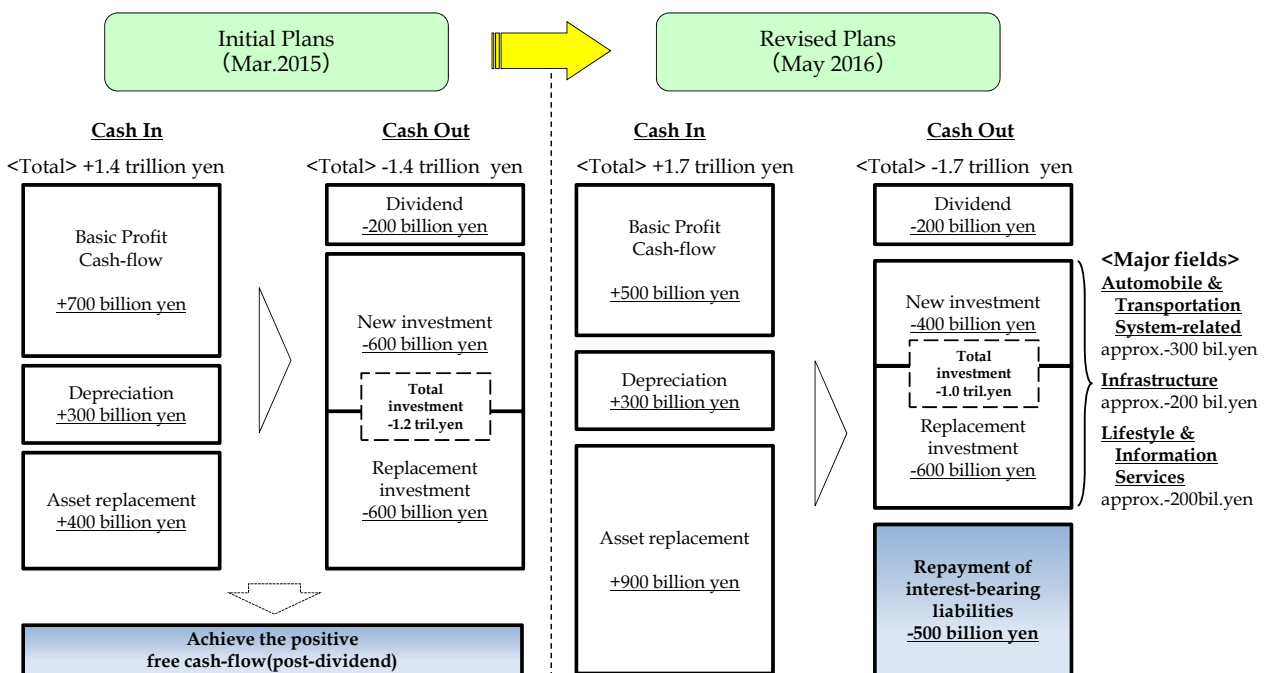 Initial Plans
（Mar.2015）
Revised Plans
（May 2016）
Cash In
<Total> +1.4 trillion yen
Basic Profit
Cash-flow
+700 billion yen
Depreciation
+300 billion yen
Asset replacement
+400 billion yen
Cash Out
<Total> -1.4 trillion  yen
Dividend
-200 billion yen
New investment
-600 billion yen
Total
investment
-1.2 tril.yen
Replacement
investment
-600 billion yen
Achieve the positive
free cash-flow(post-dividend)
Cash In
<Total> +1.7 trillion yen
Basic Profit
Cash-flow
+500 billion yen
Depreciation
+300 billion yen
Asset replacement
+900 billion yen
Cash Out
<Total> -1.7 trillion yen
Dividend
-200 billion yen
New investment
-400 billion yen
Total
investment
-1.0 tril.yen
Replacement
investment
-600 billion yen
Repayment of
interest-bearing
liabilities
-500 billion yen
<Major fields>
Automobile &
Transportation
System-related
approx.-300 bil.yen
Infrastructure
approx.-200 bil.yen
Lifestyle &
Information
Services
approx.-200bil.yen